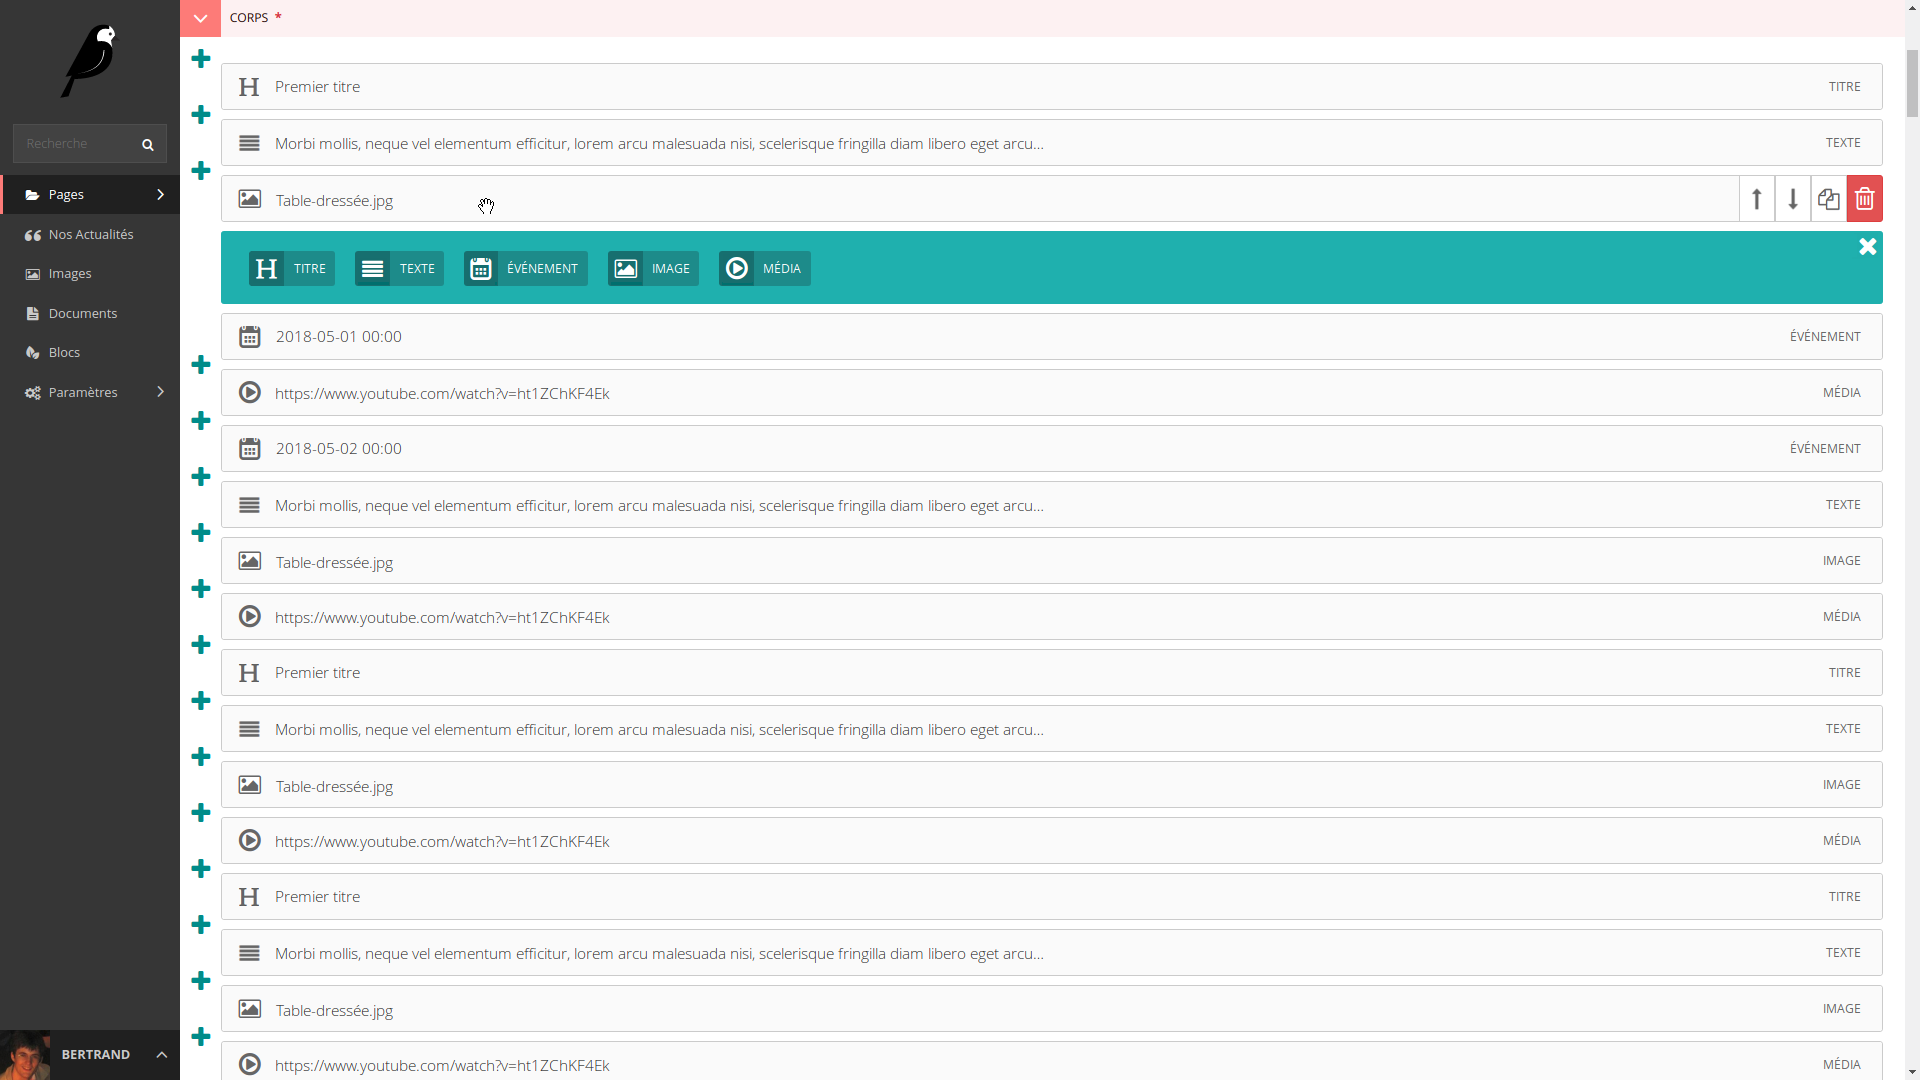 CORPS *
Recherche
Pages
Nos Actualités
Images
Documents
Blocs
Paramètres
BERTRAND
H Premier titre TITRE
Morbi mollis, neque vel elementum efficitur, lorem arcu malesuada nisi, scelerisque fringilla diam libero eget arcu... TEXTE
Table-dressée.jpg
H TITRE TEXTE ÉVÉNEMENT IMAGE MÉDIA
2018-05-01 00:00 ÉVÉNEMENT
https://www.youtube.com/watch?v=ht1ZChKF4Ek MÉDIA
2018-05-02 00:00 ÉVÉNEMENT
Morbi mollis, neque vel elementum efficitur, lorem arcu malesuada nisi, scelerisque fringilla diam libero eget arcu... TEXTE
Table-dressée.jpg IMAGE
https://www.youtube.com/watch?v=ht1ZChKF4Ek MÉDIA
H Premier titre TITRE
Morbi mollis, neque vel elementum efficitur, lorem arcu malesuada nisi, scelerisque fringilla diam libero eget arcu... TEXTE
Table-dressée.jpg IMAGE
https://www.youtube.com/watch?v=ht1ZChKF4Ek MÉDIA
H Premier titre TITRE
Morbi mollis, neque vel elementum efficitur, lorem arcu malesuada nisi, scelerisque fringilla diam libero eget arcu... TEXTE
Table-dressée.jpg IMAGE
https://www.youtube.com/watch?v=ht1ZChKF4Ek MÉDIA